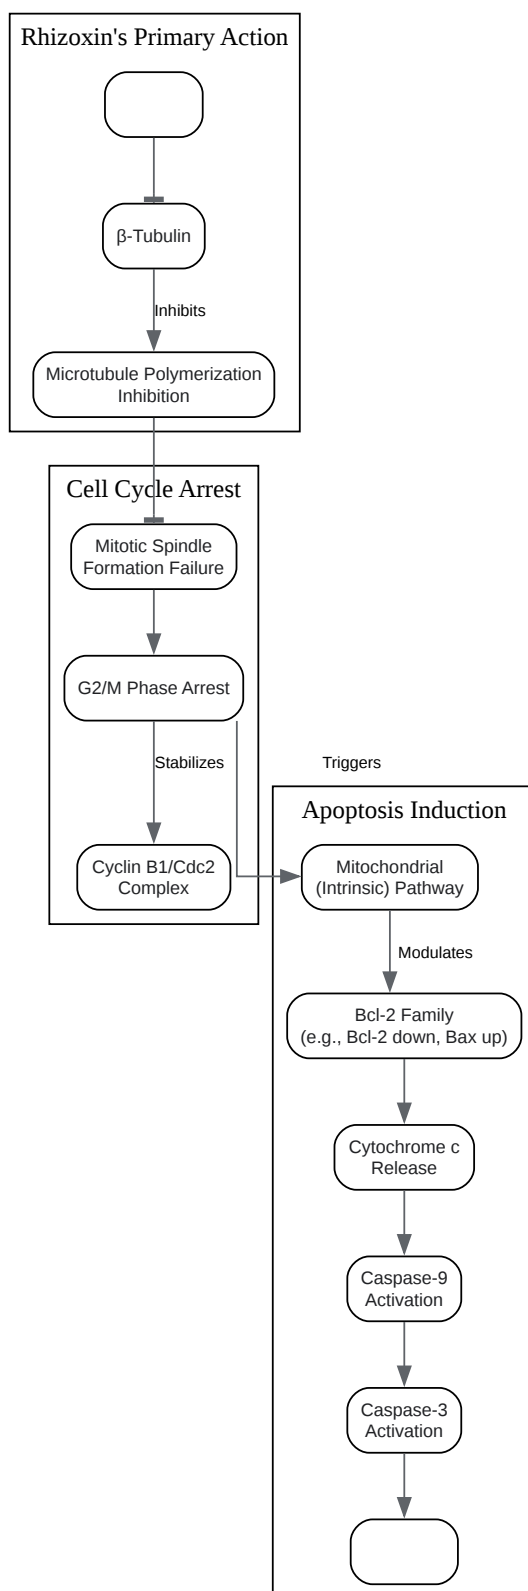 Rhizoxin's Primary Action
β-Tubulin
Inhibits
Microtubule Polymerization
Inhibition
Cell Cycle Arrest
Mitotic Spindle
Formation Failure
G2/M Phase Arrest
Stabilizes
Triggers
Cyclin B1/Cdc2
Complex
Apoptosis Induction
Mitochondrial
(Intrinsic) Pathway
Modulates
Bcl-2 Family
(e.g., Bcl-2 down, Bax up)
Cytochrome c
Release
Caspase-9
Activation
Caspase-3
Activation